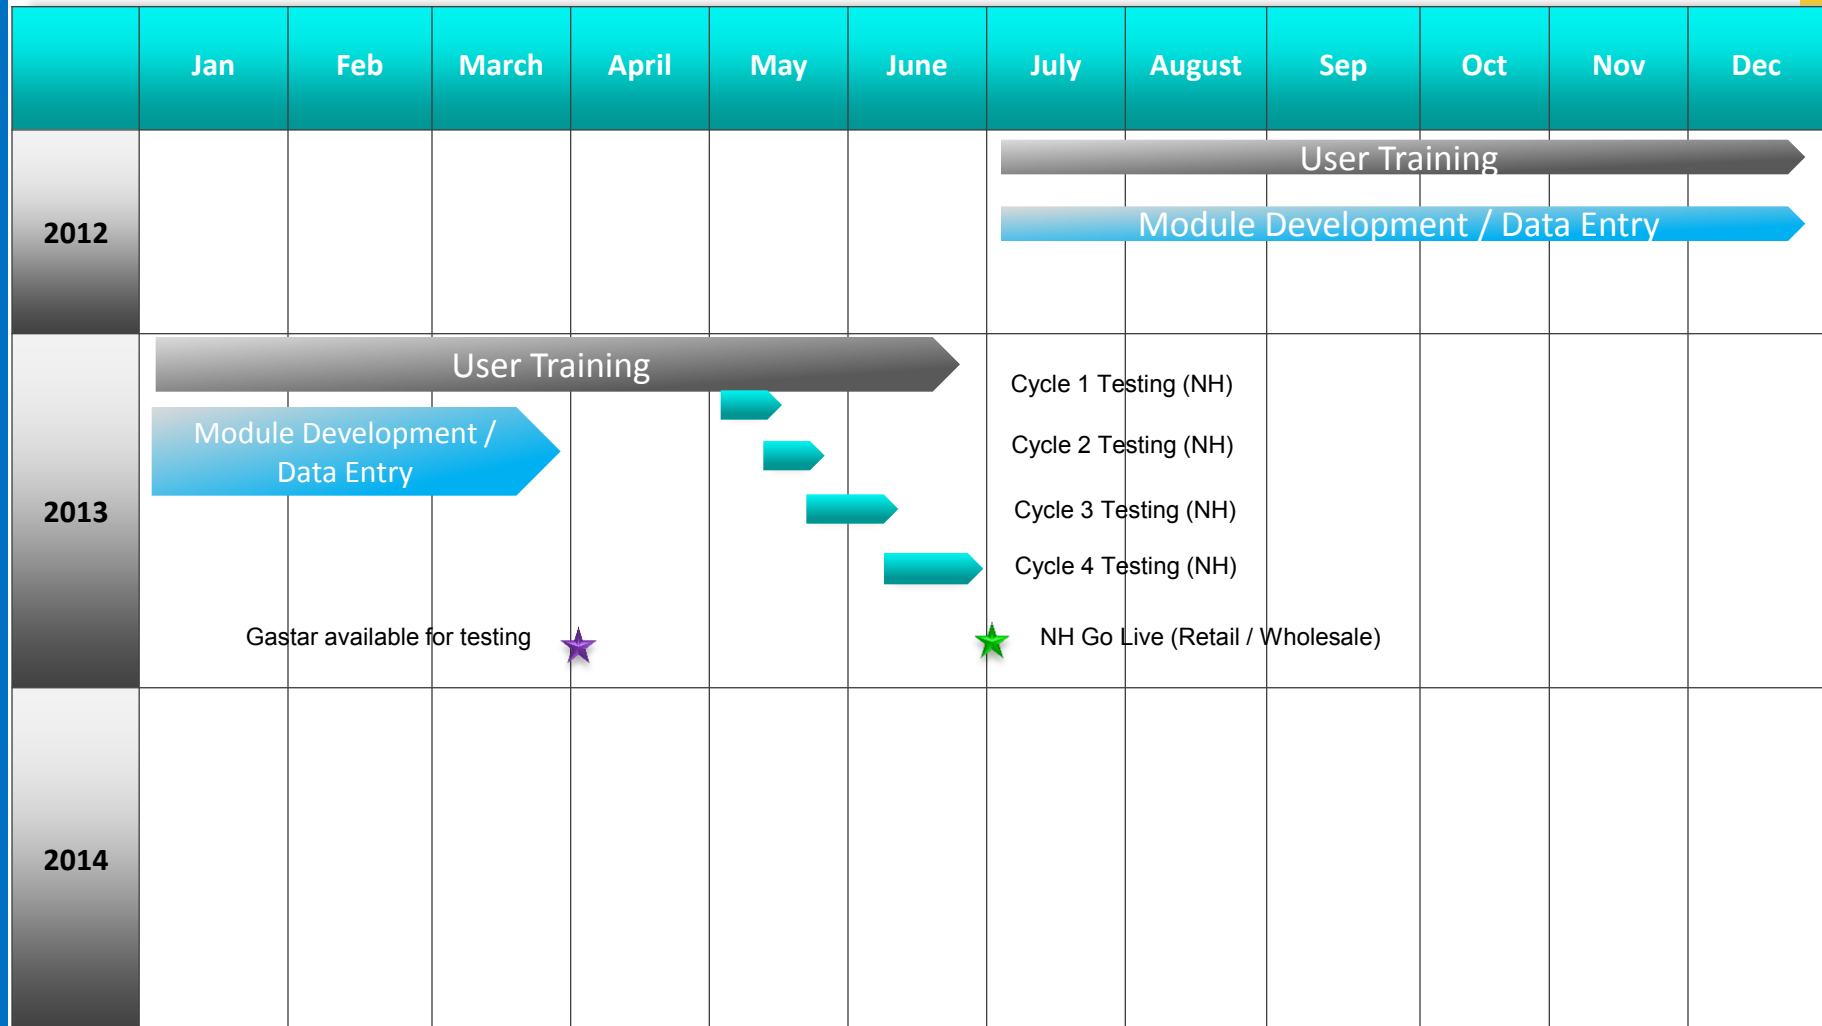 Jan Feb March April May June July August Sep Oct Nov Dec
2012
User Training
Module Development / Data Entry
2013
User Training
Module Development /
Data Entry
Cycle 1 Testing (NH)
Cycle 2 Testing (NH)
Cycle 3 Testing (NH)
Cycle 4 Testing (NH)
Gastar available for testing
NH Go Live (Retail / Wholesale)
2014